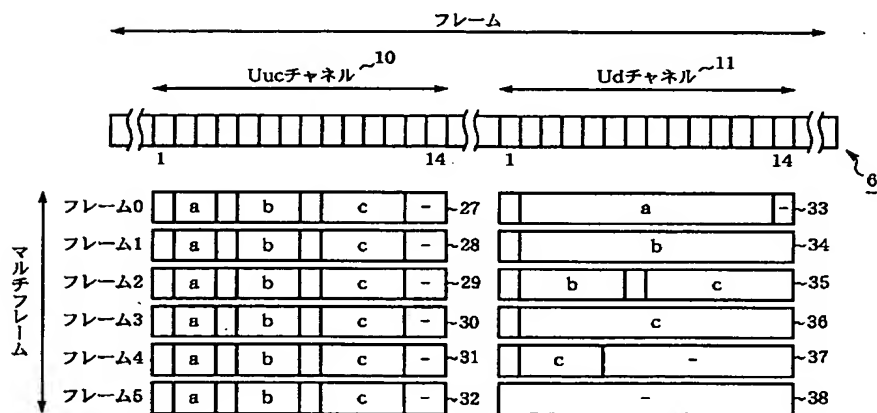 フレーム
Uucチャネル ~10 Udチャネル ~11
1 14 1 14
6
マルチフレーム
フレーム0 a b c - ~27 a - ~33
フレーム1 a b c - ~28 b ~34
フレーム2 a b c - ~29 b c ~35
フレーム3 a b c - ~30 c ~36
フレーム4 a b c - ~31 c - ~37
フレーム5 a b c - ~32 - ~38